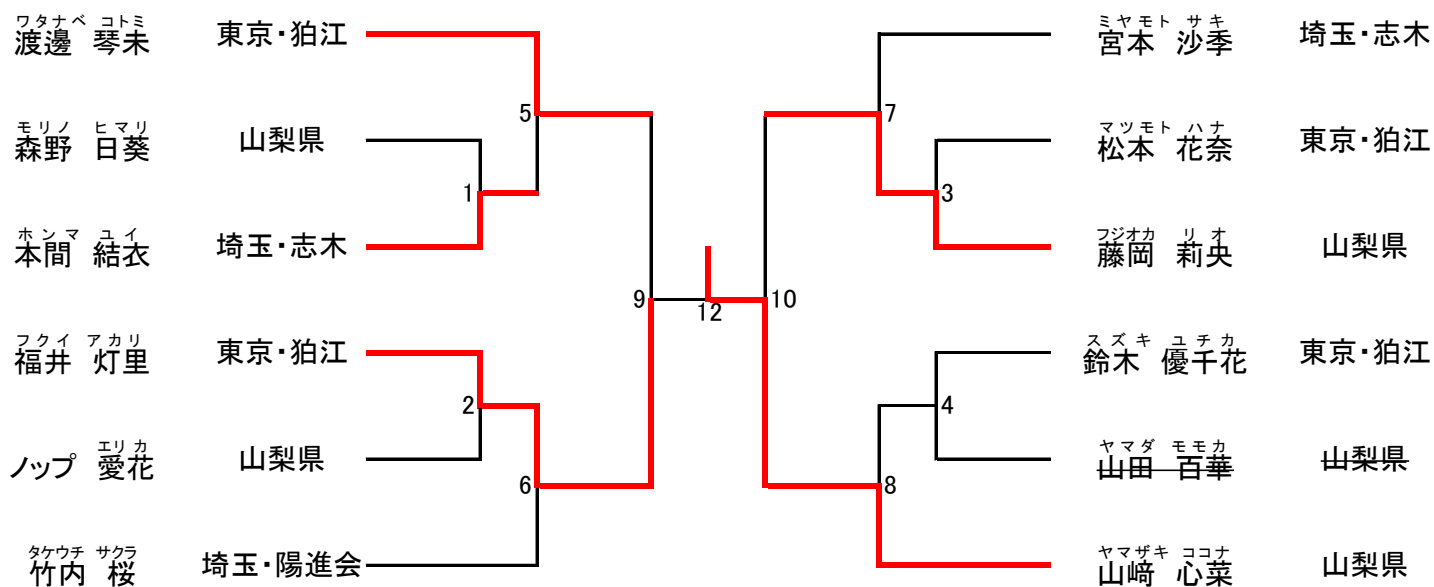 ワタナベ コトミ
渡邊 琴未 東京・狛江
モリノ ヒマリ
森野 日葵 山梨県
ホンマ ユイ
本間 結衣 埼玉・志木
フクイ アカリ
福井 灯里 東京・狛江
エリカ
ノップ 愛花 山梨県
タケウチ サクラ
竹内 桜 埼玉・陽進会
5
1
9
2
6
12
7
3
10
4
8
ミヤモト サキ
宮本 沙季 埼玉・志木
マツモト ハナ
松本 花奈 東京・狛江
フジオカ リオ
藤岡 莉央 山梨県
スズキ ユチカ
鈴木 優千花 東京・狛江
ヤマダ モモカ
山田 百華 山梨県
ヤマザキ ココナ
山﨑 心菜 山梨県